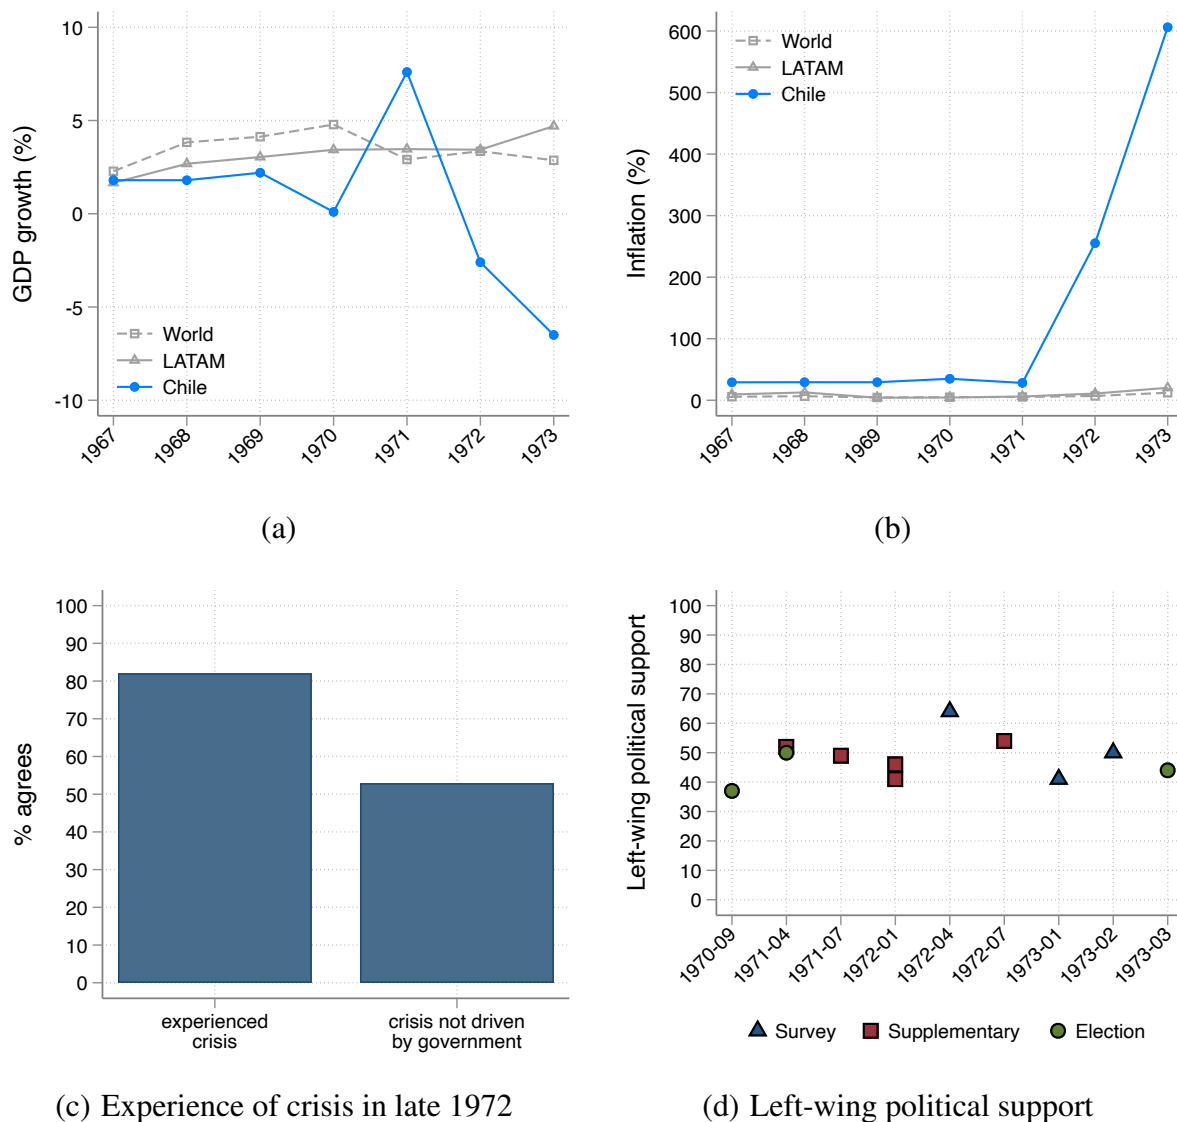 GDP growth (%)
10
5
0
-5
-10
World
LATAM
Chile
1967 1968 1969 1970 1971 1972 1973
(a)
Inflation (%)
600
500
400
300
200
100
0
World
LATAM
Chile
1967 1968 1969 1970 1971 1972 1973
(b)
% agrees
100
90
80
70
60
50
40
30
20
10
0
experienced
crisis
crisis not driven
by government
(c) Experience of crisis in late 1972
Left-wing political support
100
90
80
70
60
50
40
30
20
10
0
1970-09 1971-04 1971-07 1972-01 1972-04 1972-07 1973-01 1973-02 1973-03
Survey Supplementary Election
(d) Left-wing political support